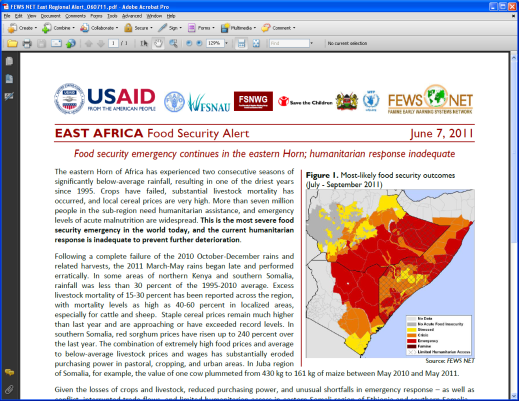 FEWS NET East Regional Alert_060711.pdf - Adobe Acrobat Pro
File Edit View Document Comments Forms Tools Advanced Window Help
Create Combine Collaborate Secure Sign Forms Multimedia Comment
1 / 1 129% Find No current selection
USAID
FROM THE AMERICAN PEOPLE
FSNAU
FSNWG
Save the Children
WFP
FEWS NET
FAMINE EARLY WARNING SYSTEMS NETWORK
EAST AFRICA Food Security Alert June 7, 2011
Food security emergency continues in the eastern Horn; humanitarian response inadequate
The eastern Horn of Africa has experienced two consecutive seasons of
significantly below-average rainfall, resulting in one of the driest years
since 1995. Crops have failed, substantial livestock mortality has
occurred, and local cereal prices are very high. More than seven million
people in the sub-region need humanitarian assistance, and emergency
levels of acute malnutrition are widespread. This is the most severe food
security emergency in the world today, and the current humanitarian
response is inadequate to prevent further deterioration.
Following a complete failure of the 2010 October-December rains and
related harvests, the 2011 March-May rains began late and performed
erratically. In some areas of northern Kenya and southern Somalia,
rainfall was less than 30 percent of the 1995-2010 average. Excess
livestock mortality of 15-30 percent has been reported across the region,
with mortality levels as high as 40-60 percent in localized areas,
especially for cattle and sheep. Staple cereal prices remain much higher
than last year and are approaching or have exceeded record levels. In
southern Somalia, red sorghum prices have risen up to 240 percent over
the last year. The combination of extremely high food prices and average
to below-average livestock prices and wages has substantially eroded
purchasing power in pastoral, cropping, and urban areas. In Juba region
of Somalia, for example, the value of one cow plummeted from 430 kg to 161 kg of maize between May 2010 and May 2011.
Figure 1. Most-likely food security outcomes
(July - September 2011)
No Data
No Acute Food Insecurity
Stressed
Crisis
Emergency
Famine
Limited Humanitarian Access
Source: FEWS NET
Given the losses of crops and livestock, reduced purchasing power, and unusual shortfalls in emergency response – as well as